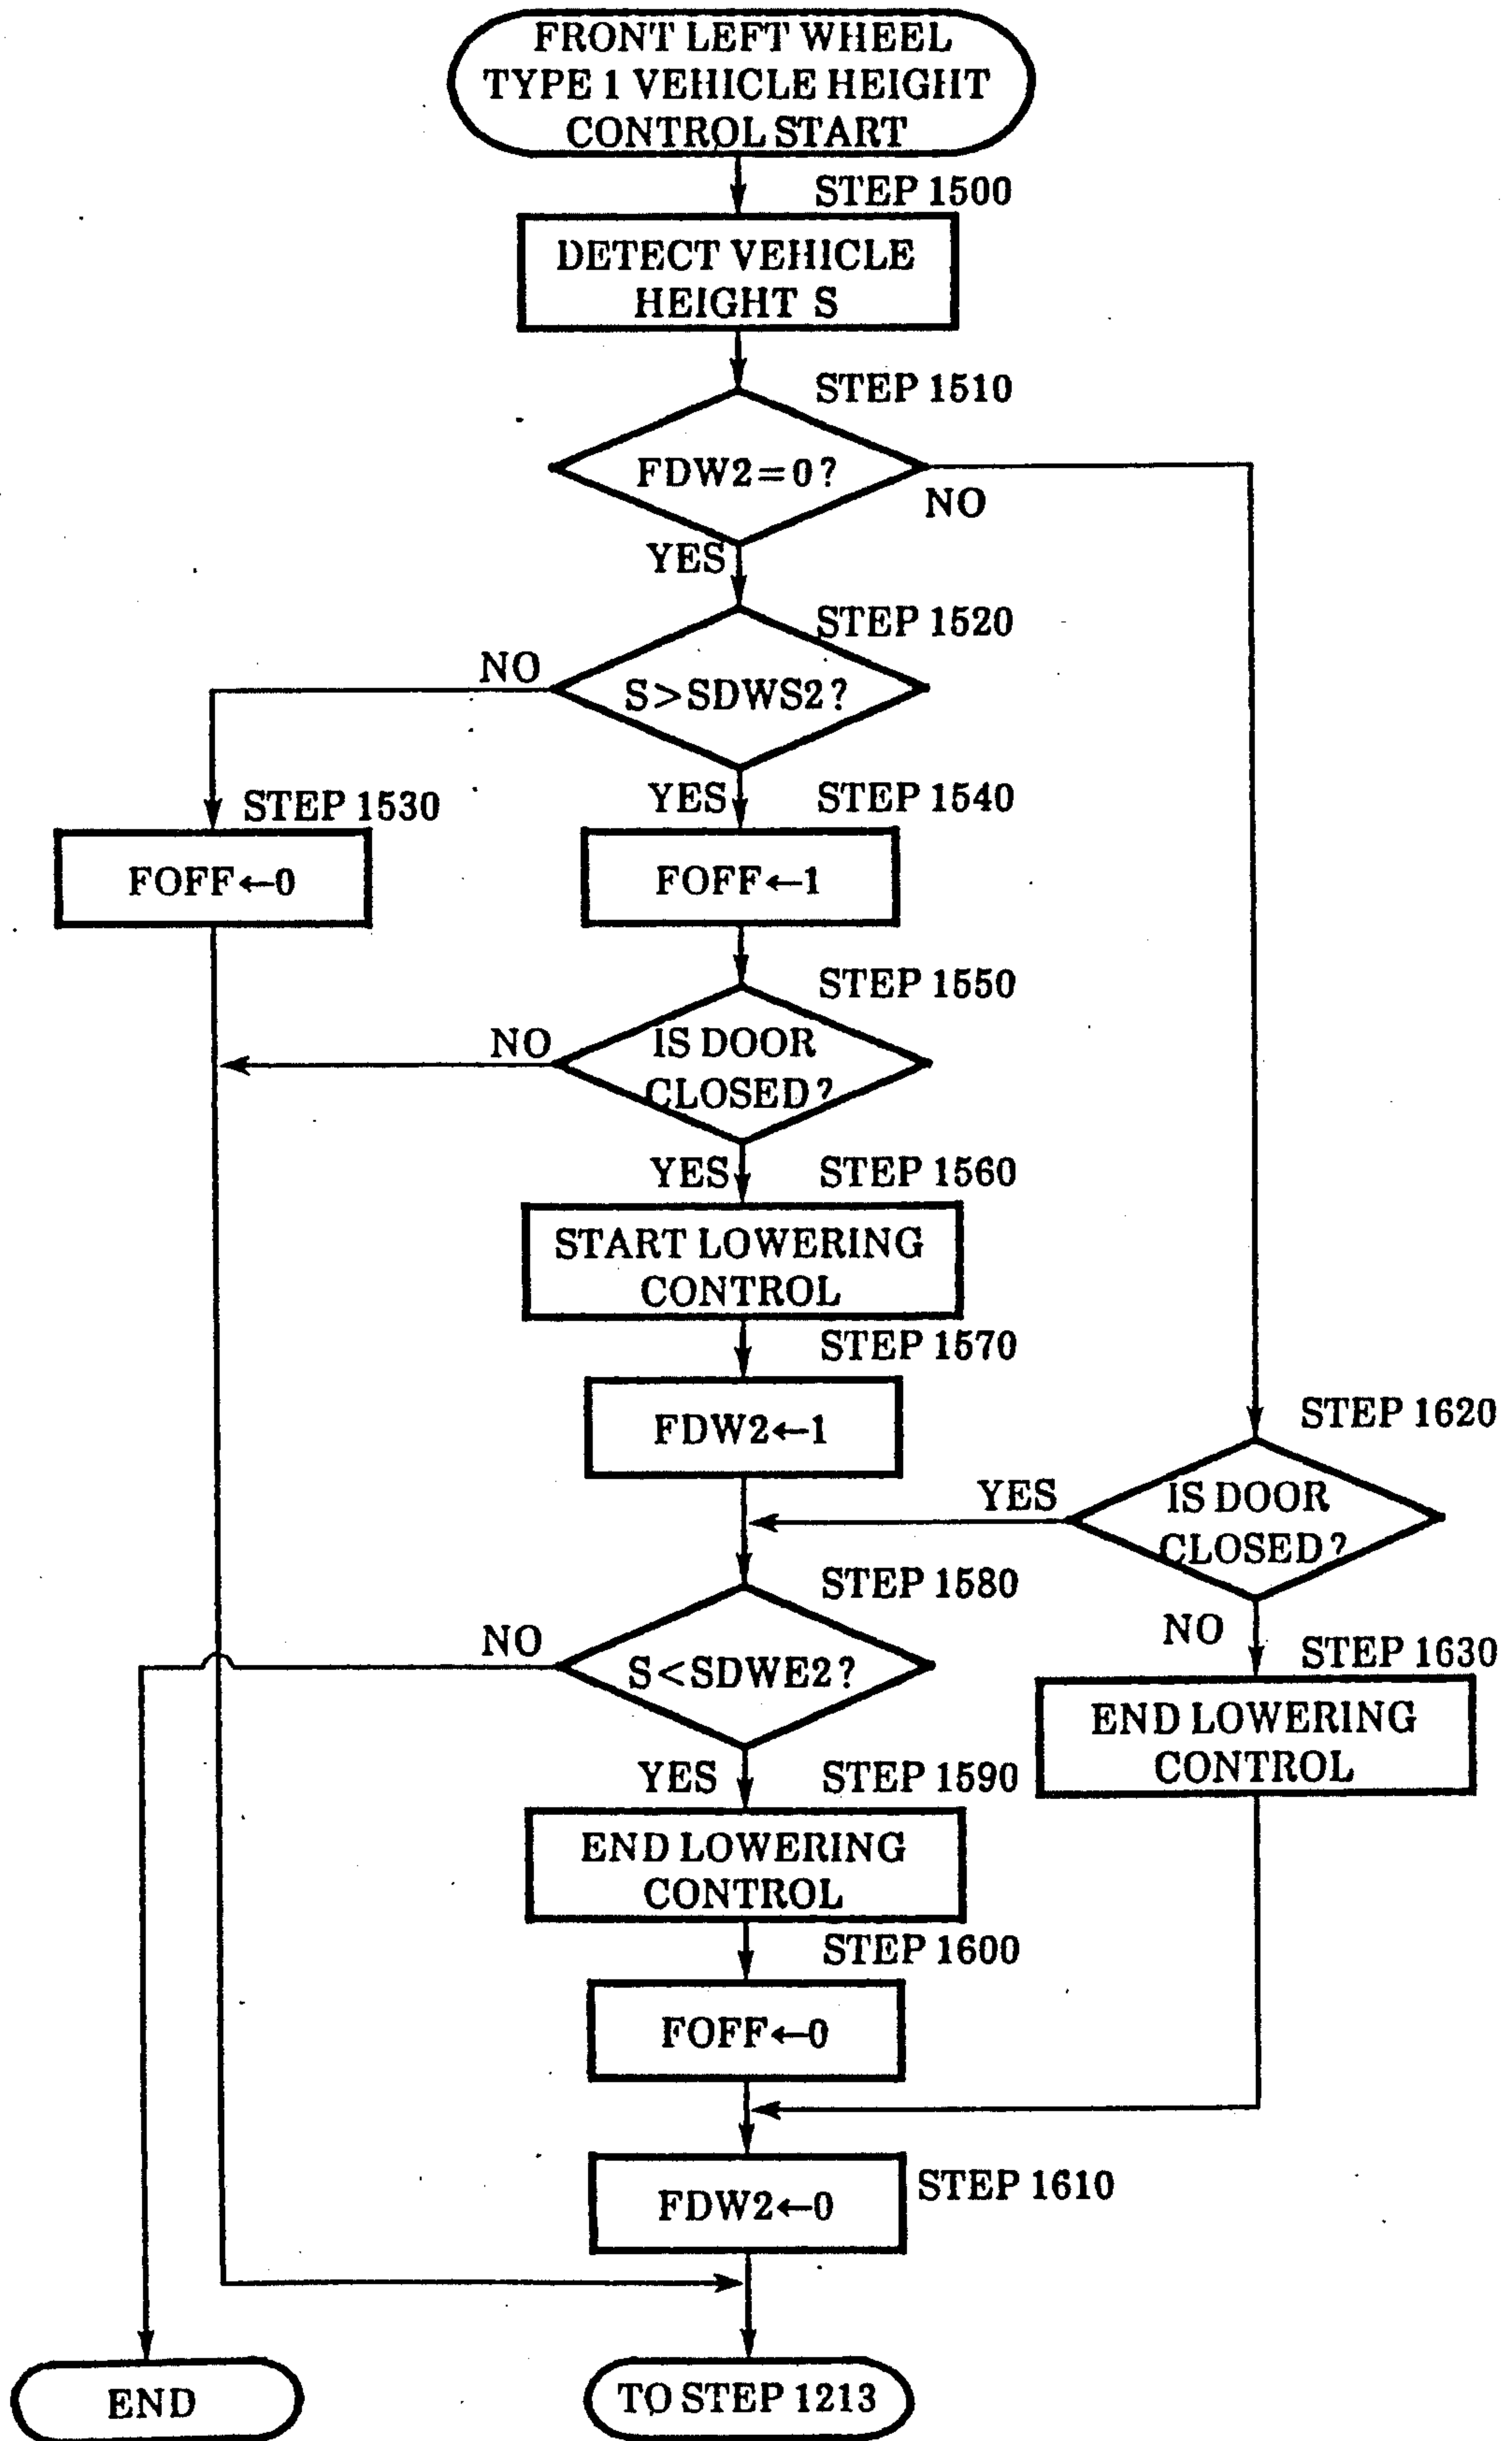 FRONT LEFT WHEEL
TYPE 1 VEHICLE HEIGHT
CONTROL START
STEP 1500
DETECT VEHICLE
HEIGHT S
STEP 1510
FDW2=0?
NO
YES
STEP 1520
NO
S>SDWS2?
YES
STEP 1540
STEP 1530
FOFF←0
FOFF←1
STEP 1550
NO
IS DOOR
CLOSED?
YES
STEP 1560
START LOWERING
CONTROL
STEP 1570
FDW2←1
STEP 1620
YES
IS DOOR
CLOSED?
STEP 1580
NO
NO
STEP 1630
S<SDWE2?
END LOWERING
CONTROL
YES
STEP 1590
END LOWERING
CONTROL
STEP 1600
FOFF←0
FDW2←0
STEP 1610
END
TO STEP 1213